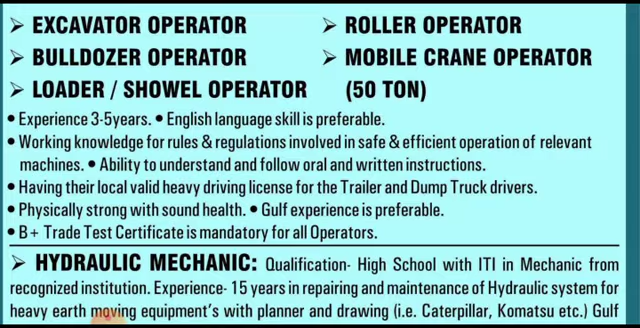 ➢ EXCAVATOR OPERATOR ➢ ROLLER OPERATOR
➢ BULLDOZER OPERATOR ➢ MOBILE CRANE OPERATOR
➢ LOADER / SHOWEL OPERATOR (50 TON)
• Experience 3-5years. • English language skill is preferable.
• Working knowledge for rules & regulations involved in safe & efficient operation of relevant
machines. • Ability to understand and follow oral and written instructions.
• Having their local valid heavy driving license for the Trailer and Dump Truck drivers.
• Physically strong with sound health. • Gulf experience is preferable.
• B+ Trade Test Certificate is mandatory for all Operators.
➢ HYDRAULIC MECHANIC: Qualification- High School with ITI in Mechanic from
recognized institution. Experience- 15 years in repairing and maintenance of Hydraulic system for
heavy earth moving equipment's with planner and drawing (i.e. Caterpillar, Komatsu etc.) Gulf